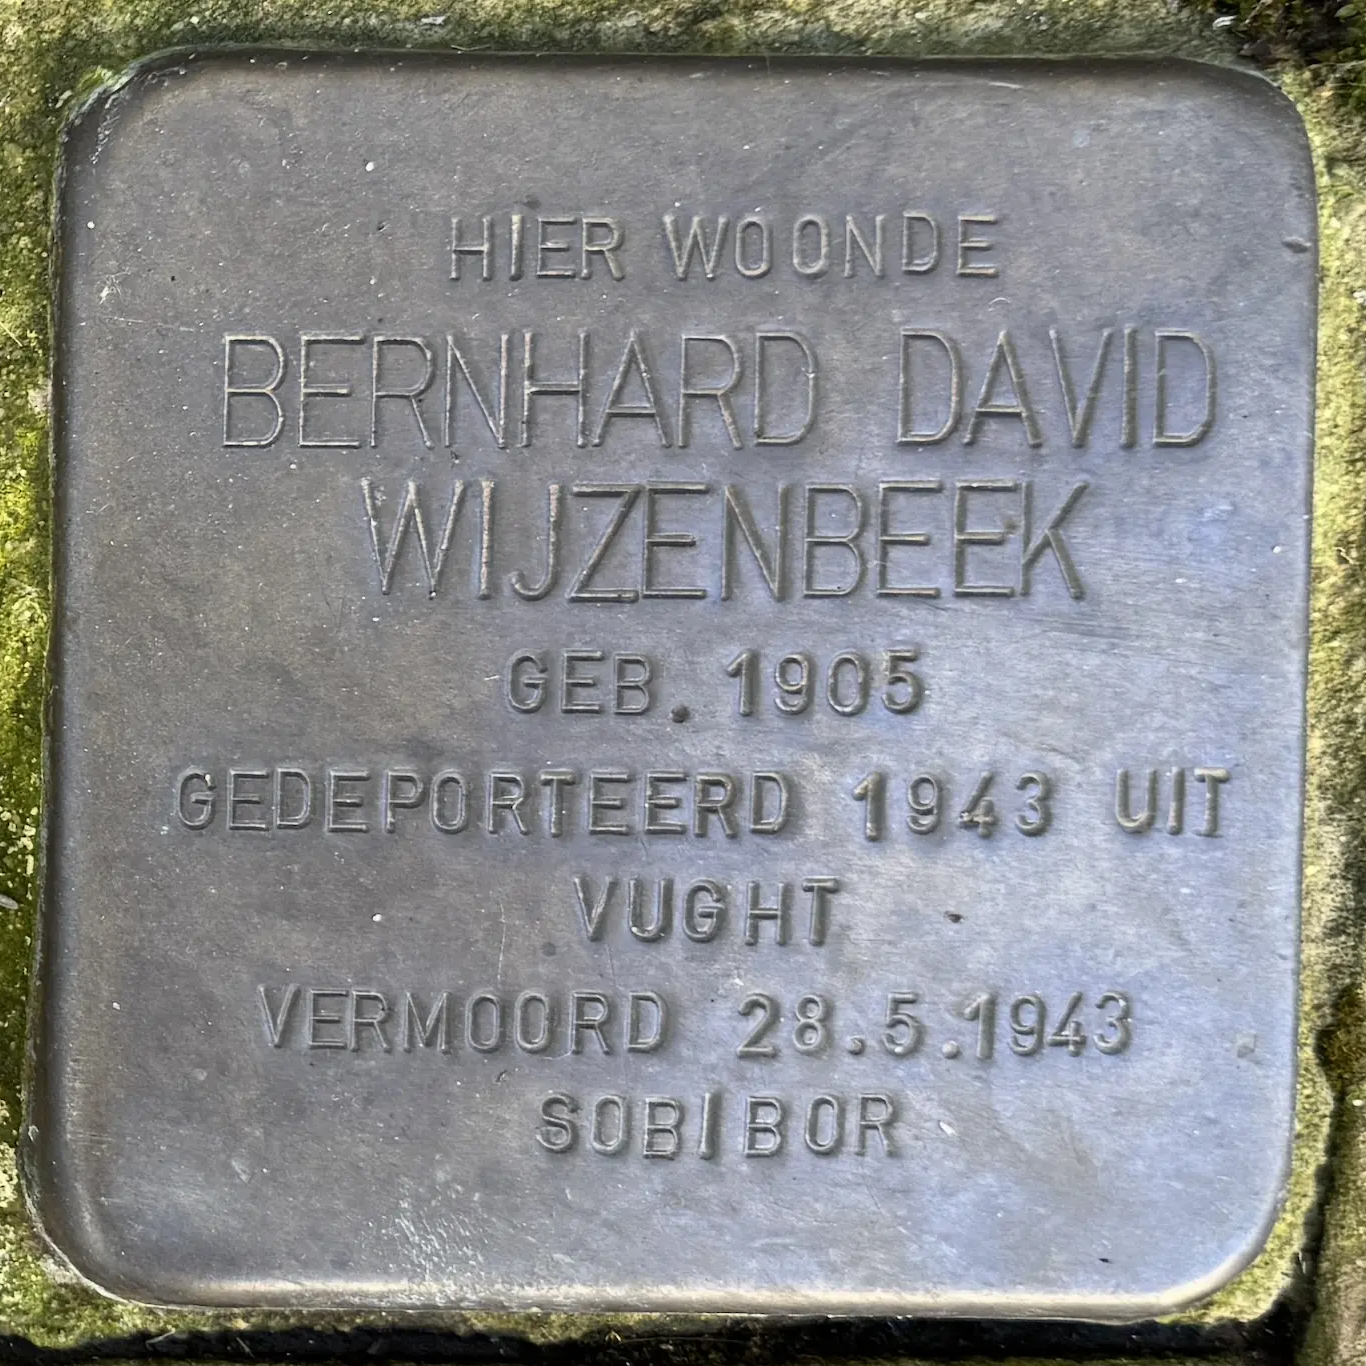 HIER WOONDE
BERNHARD DAVID
WIJZENBEEK
GEB. 1905
GEDEPORTEERD 1943 UIT
VUGHT
VERMOORD 28.5.1943
SOBIBOR